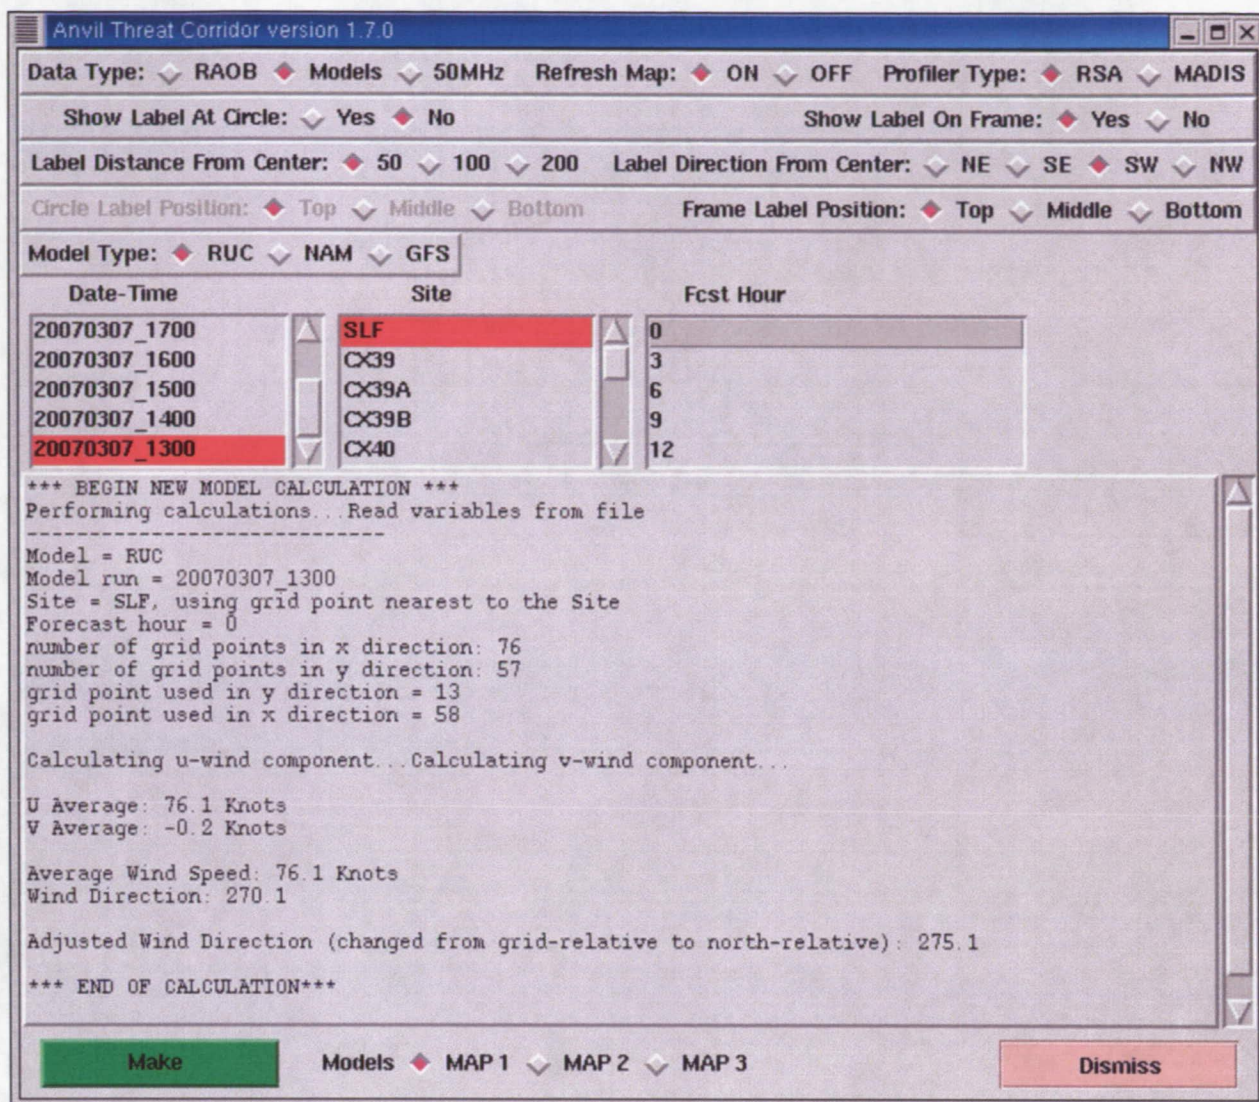 Anvil Threat Corridor version 1.7.0
Data Type: RAOB Models 50MHz Refresh Map: ON OFF Profiler Type: RSA MADIS
Show Label At Circle: Yes No Show Label On Frame: Yes No
Label Distance From Center: 50 100 200 Label Direction From Center: NE SE SW NW
Circle Label Position: Top Middle Bottom Frame Label Position: Top Middle Bottom
Model Type: RUC NAM GFS
Date-Time Site Fcst Hour
20070307_1700 SLF 0
20070307_1600 CX39 3
20070307_1500 CX39A 6
20070307_1400 CX39B 9
20070307_1300 CX40 12
*** BEGIN NEW MODEL CALCULATION ***
Performing calculations...Read variables from file
------------------------------
Model = RUC
Model run = 20070307_1300
Site = SLF, using grid point nearest to the Site
Forecast hour = 0
number of grid points in x direction: 76
number of grid points in y direction: 57
grid point used in y direction = 13
grid point used in x direction = 58
Calculating u-wind component...Calculating v-wind component...
U Average: 76.1 Knots
V Average: -0.2 Knots
Average Wind Speed: 76.1 Knots
Wind Direction: 270.1
Adjusted Wind Direction (changed from grid-relative to north-relative): 275.1
*** END OF CALCULATION***
Make Models MAP 1 MAP 2 MAP 3 Dismiss